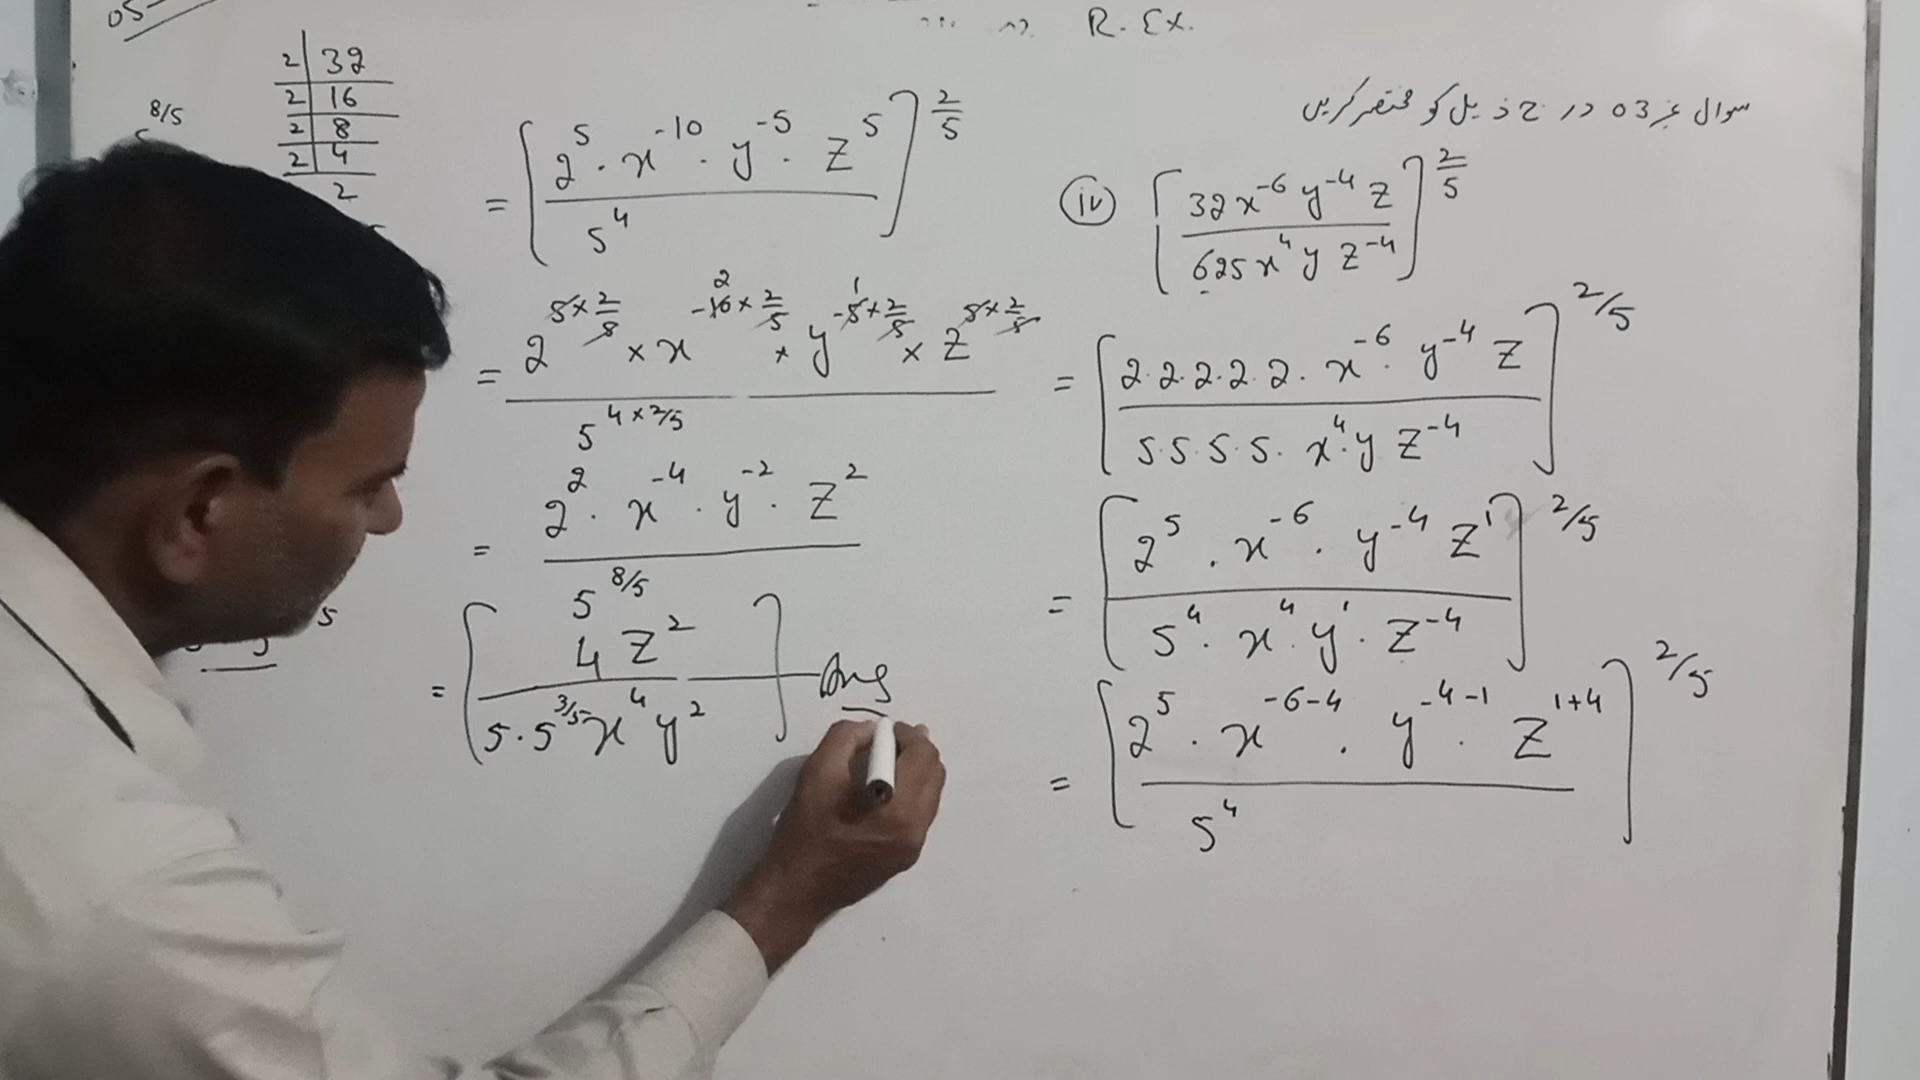 05
R. Ex.
سوال نمبر 03 درج ذیل کو مختصر کریں
(iv) [32x^-6 y^-4 z / 625x^4 y z^-4]^2/5
= [2.2.2.2.2. x^-6 . y^-4 z / 5.5.5.5. x^4 . y z^-4]^2/5
= [2^5 . x^-6 . y^-4 z^1 / 5^4 . x^4 . y^1 . z^-4]^2/5
= [2^5 . x^-6-4 . y^-4-1 . z^1+4 / 5^4]^2/5
= [2^5 . x^-10 . y^-5 . z^5 / 5^4]^2/5
= 2^5×2/5 × x^-10×2/5 × y^-5×2/5 × z^5×2/5 / 5^4×2/5
= 2^2 . x^-4 . y^-2 . z^2 / 5^8/5
= [4 z^2 / 5.5^3/5 x^4 y^2] Ans
2 | 32
2 | 16
2 | 8
2 | 4
2
8/5
5